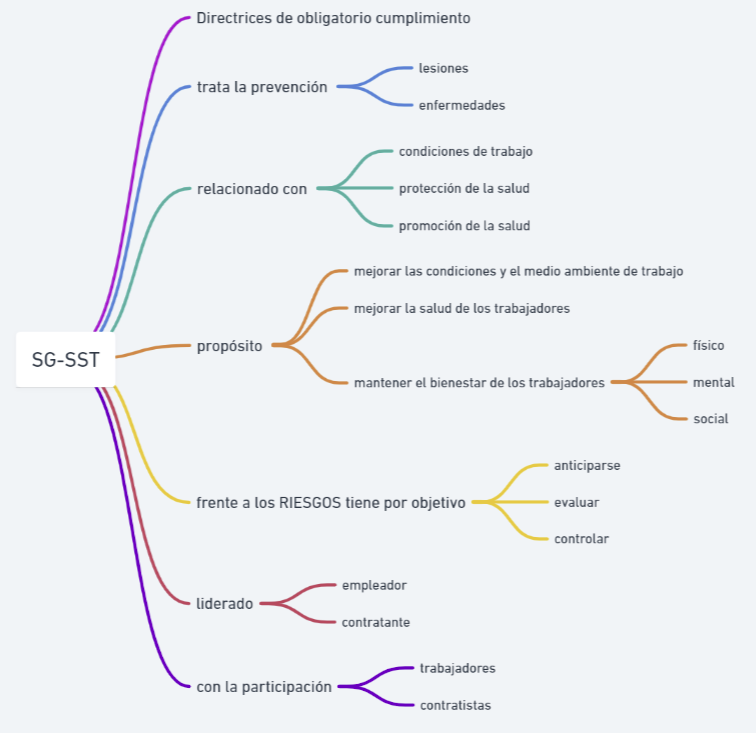 Directrices de obligatorio cumplimiento
trata la prevención
lesiones
enfermedades
relacionado con
condiciones de trabajo
protección de la salud
promoción de la salud
SG-SST
propósito
mejorar las condiciones y el medio ambiente de trabajo
mejorar la salud de los trabajadores
mantener el bienestar de los trabajadores
físico
mental
social
frente a los RIESGOS tiene por objetivo
anticiparse
evaluar
controlar
liderado
empleador
contratante
con la participación
trabajadores
contratistas